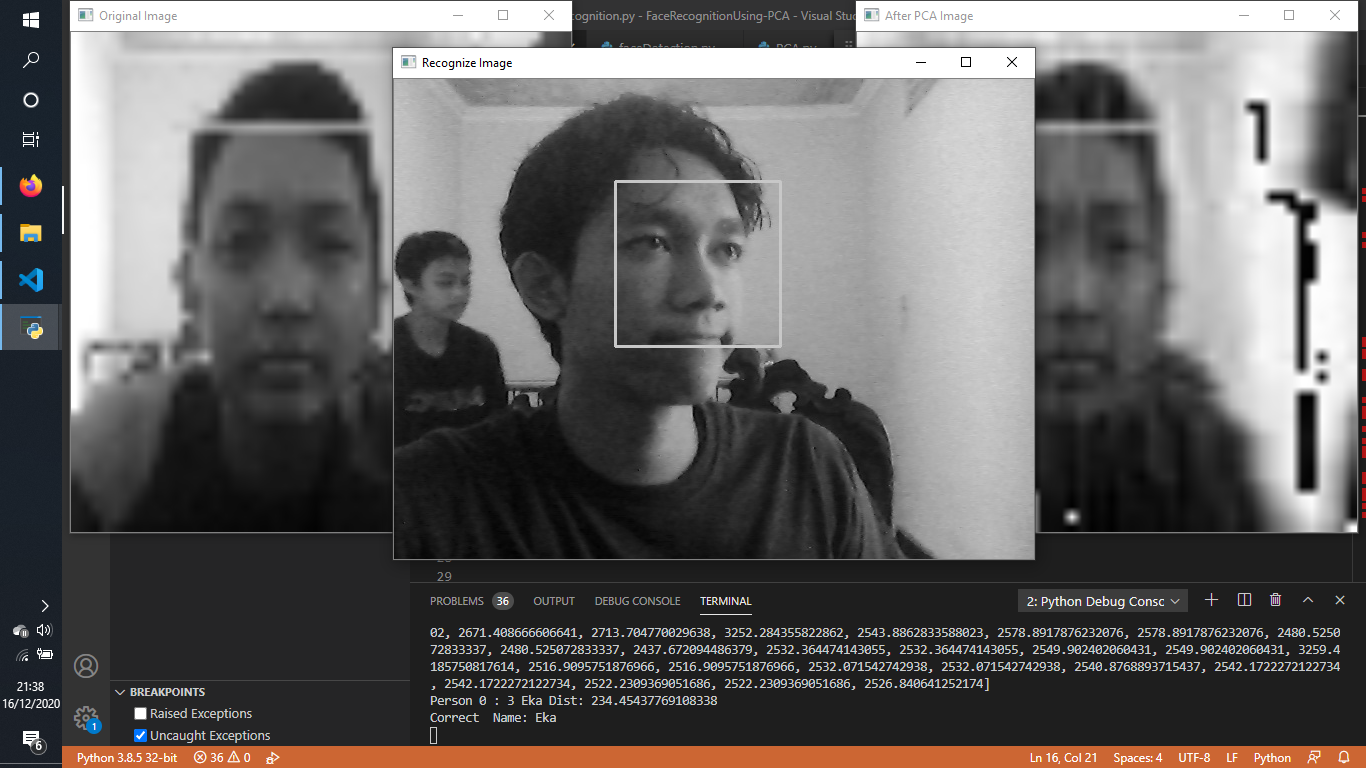 Original Image
ecognition.py - FaceRecognitionUsing-PCA - Visual Stud
After PCA Image
faceDetection.py
PCA.py
Recognize Image
29
PROBLEMS 36 OUTPUT DEBUG CONSOLE TERMINAL
2: Python Debug Consc
02, 2671.408666606641, 2713.704770029638, 3252.284355822862, 2543.8862833588023, 2578.8917876232076, 2578.8917876232076, 2480.5250
72833337, 2480.525072833337, 2437.672094486379, 2532.364474143055, 2532.364474143055, 2549.902402060431, 2549.902402060431, 3259.4
185750817614, 2516.9095751876966, 2516.9095751876966, 2532.071542742938, 2532.071542742938, 2540.8768893715437, 2542.1722272122734
, 2542.1722272122734, 2522.2309369051686, 2522.2309369051686, 2526.840641252174]
Person 0 : 3 Eka Dist: 234.45437769108338
Correct  Name: Eka
BREAKPOINTS
Raised Exceptions
Uncaught Exceptions
1
21:38
16/12/2020
6
Python 3.8.5 32-bit 36 0
Ln 16, Col 21 Spaces: 4 UTF-8 LF Python